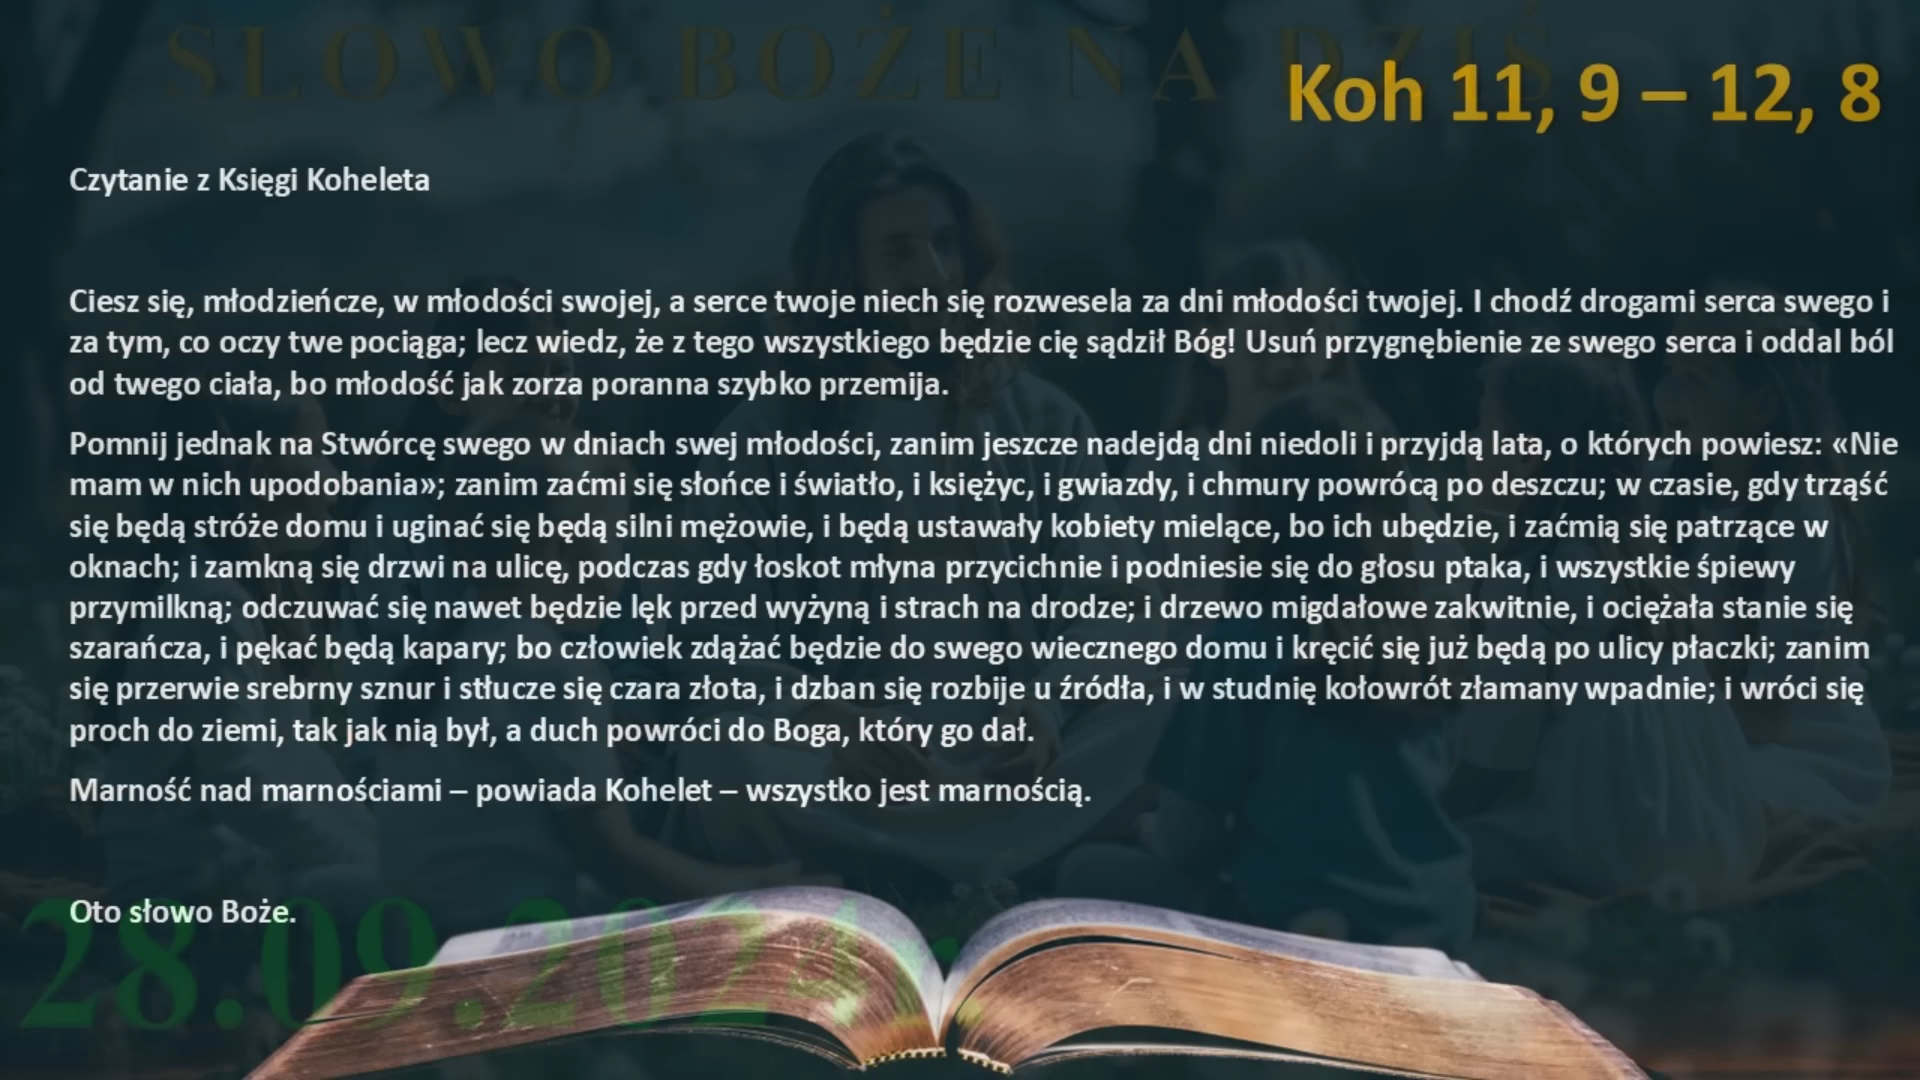 SŁOWO BOŻE NA DZIŚ
Koh 11, 9 – 12, 8
Czytanie z Księgi Koheleta
Ciesz się, młodzieńcze, w młodości swojej, a serce twoje niech się rozwesela za dni młodości twojej. I chodź drogami serca swego i
za tym, co oczy twe pociąga; lecz wiedz, że z tego wszystkiego będzie cię sądził Bóg! Usuń przygnębienie ze swego serca i oddal ból
od twego ciała, bo młodość jak zorza poranna szybko przemija.
Pomnij jednak na Stwórcę swego w dniach swej młodości, zanim jeszcze nadejdą dni niedoli i przyjdą lata, o których powiesz: «Nie
mam w nich upodobania»; zanim zaćmi się słońce i światło, i księżyc, i gwiazdy, i chmury powrócą po deszczu; w czasie, gdy trząść
się będą stróże domu i uginać się będą silni mężowie, i będą ustawały kobiety mielące, bo ich ubędzie, i zaćmią się patrzące w
oknach; i zamkną się drzwi na ulicę, podczas gdy łoskot młyna przycichnie i podniesie się do głosu ptaka, i wszystkie śpiewy
przymilkną; odczuwać się nawet będzie lęk przed wyżyną i strach na drodze; i drzewo migdałowe zakwitnie, i ociężała stanie się
szarańcza, i pękać będą kapary; bo człowiek zdążać będzie do swego wiecznego domu i kręcić się już będą po ulicy płaczki; zanim
się przerwie srebrny sznur i stłucze się czara złota, i dzban się rozbije u źródła, i w studnię kołowrót złamany wpadnie; i wróci się
proch do ziemi, tak jak nią był, a duch powróci do Boga, który go dał.
Marność nad marnościami – powiada Kohelet – wszystko jest marnością.
Oto słowo Boże.
28.09.2024 r.